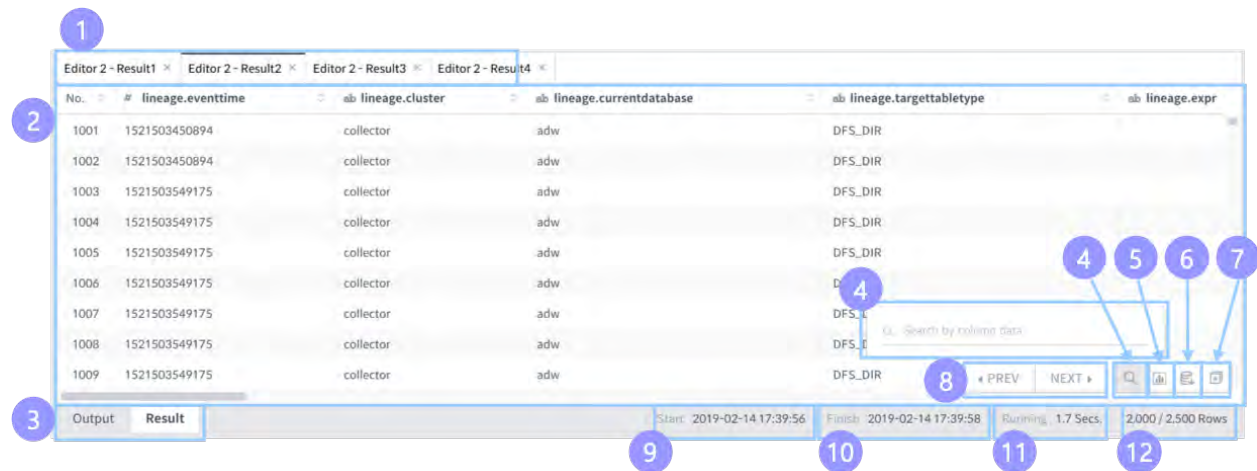 1
Editor 2 - Result1 × Editor 2 - Result2 × Editor 2 - Result3 × Editor 2 - Result4 ×
No. # lineage.eventtime ab lineage.cluster ab lineage.currentdatabase ab lineage.targettabletype ab lineage.expr
2
1001 1521503450894 collector adw DFS_DIR
1002 1521503450894 collector adw DFS_DIR
1003 1521503549175 collector adw DFS_DIR
1004 1521503549175 collector adw DFS_DIR
1005 1521503549175 collector adw DFS_DIR
4 5 6 7
1006 1521503549175 collector adw
4
1007 1521503549175 collector adw DFS_
Search by column data
1008 1521503549175 collector adw DFS_
1009 1521503549175 collector adw DFS_DIR
8 PREV NEXT
3 Output Result Start 2019-02-14 17:39:56 Finish 2019-02-14 17:39:58 Running 1.7 Secs. 2,000 / 2,500 Rows
9 10 11 12